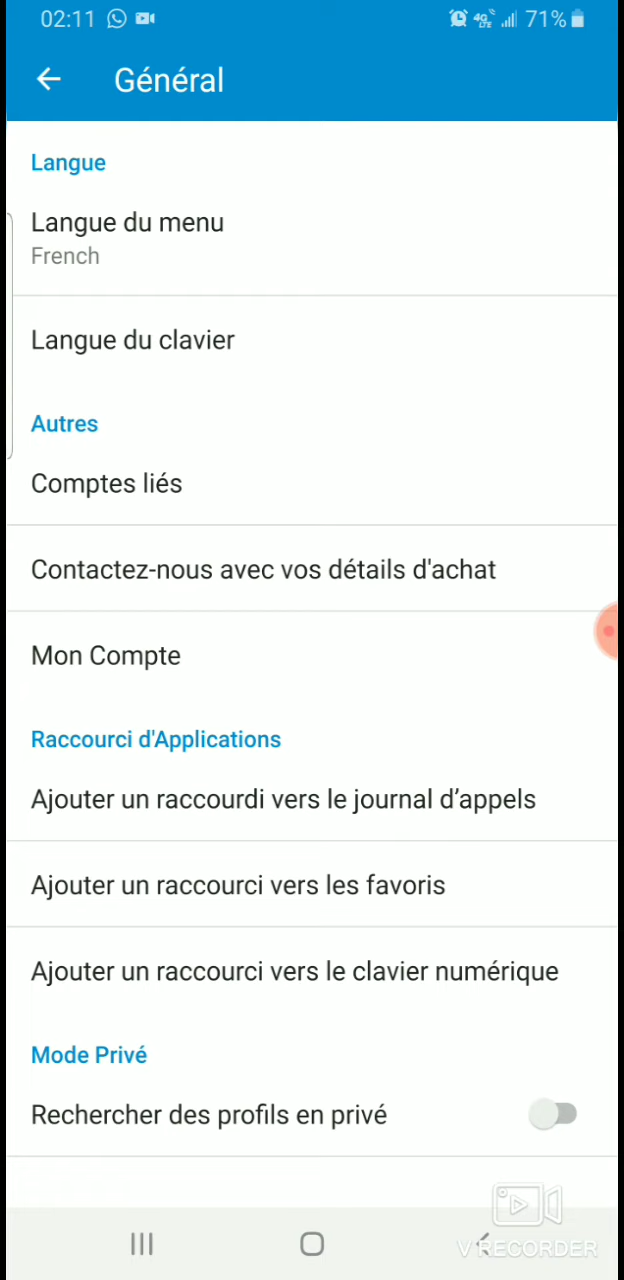 02:11 4G LTE 71%
Général
Langue
Langue du menu
French
Langue du clavier
Autres
Comptes liés
Contactez-nous avec vos détails d'achat
Mon Compte
Raccourci d'Applications
Ajouter un raccourdi vers le journal d’appels
Ajouter un raccourci vers les favoris
Ajouter un raccourci vers le clavier numérique
Mode Privé
Rechercher des profils en privé
V RECORDER